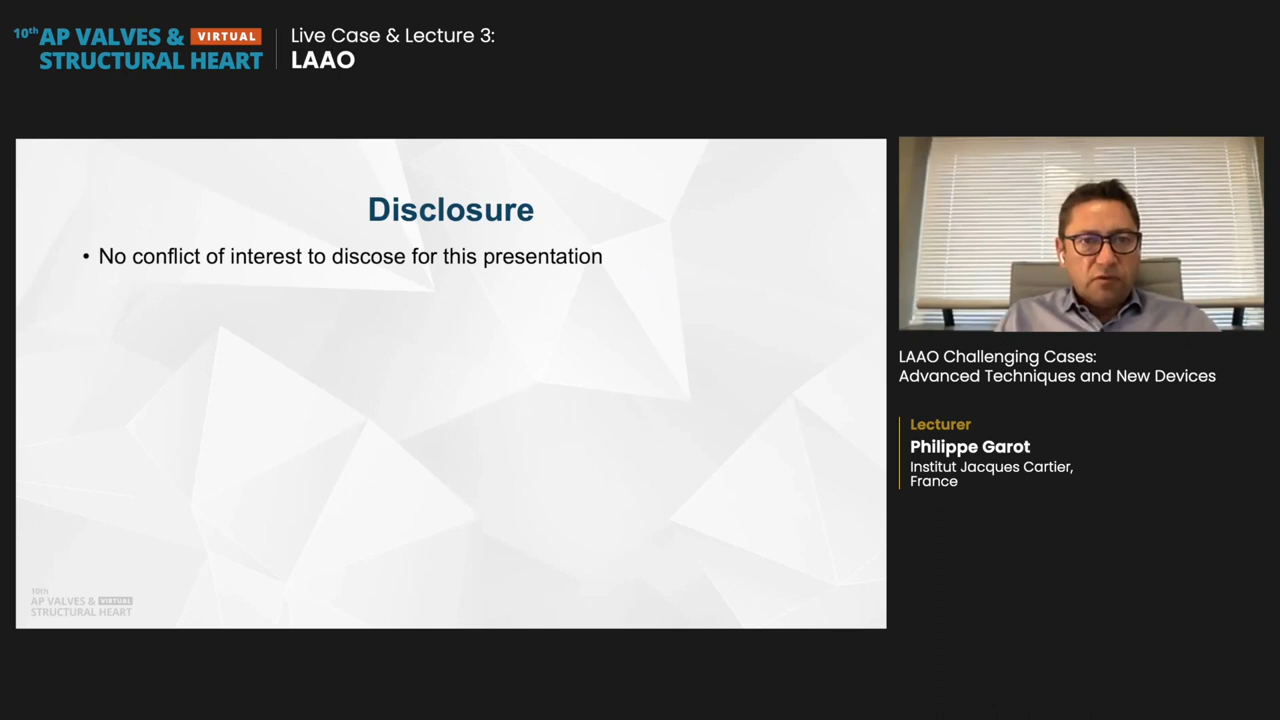 10th AP VALVES & VIRTUAL
STRUCTURAL HEART
Live Case & Lecture 3:
LAAO
Disclosure
• No conflict of interest to discose for this presentation
10th
AP VALVES & VIRTUAL
STRUCTURAL HEART
LAAO Challenging Cases:
Advanced Techniques and New Devices
Lecturer
Philippe Garot
Institut Jacques Cartier,
France